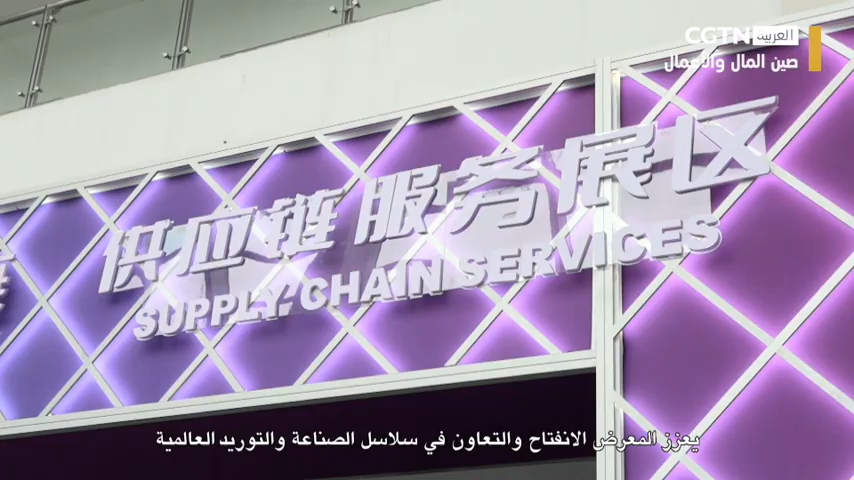 CGTN العربية
صين المال والأعمال
供应链服务展区
SUPPLY CHAIN SERVICES
يعزز المعرض الانفتاح والتعاون في سلاسل الصناعة والتوريد العالمية